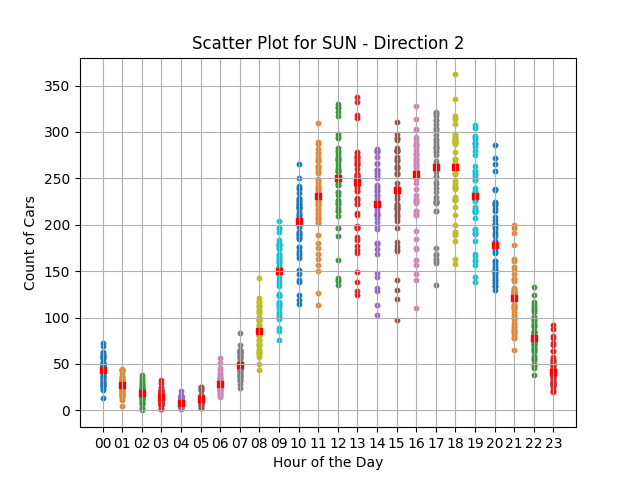 Scatter Plot for SUN - Direction 2
Count of Cars
350
300
250
200
150
100
50
0
00 01 02 03 04 05 06 07 08 09 10 11 12 13 14 15 16 17 18 19 20 21 22 23
Hour of the Day